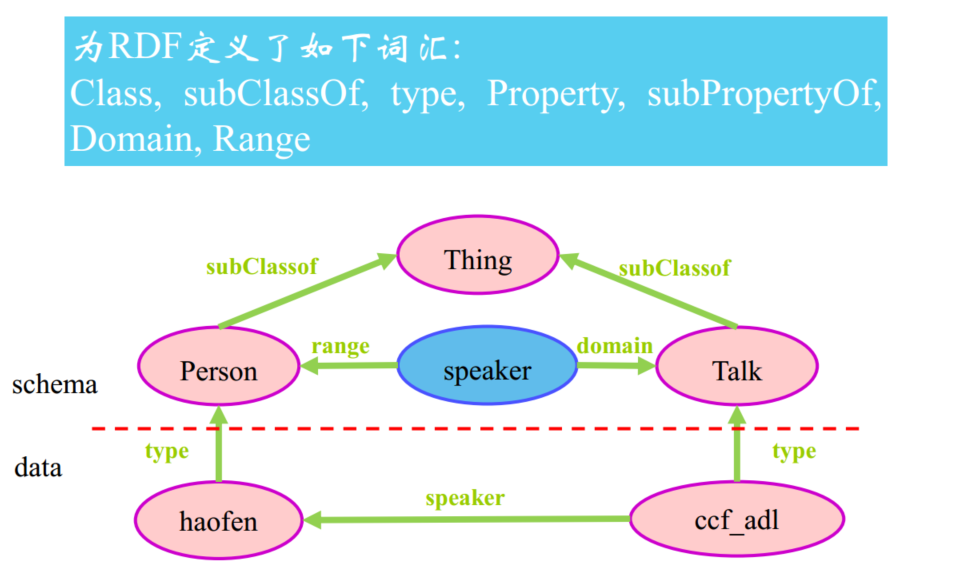 为RDF定义了如下词汇:
Class, subClassOf, type, Property, subPropertyOf,
Domain, Range
Thing
subClassof
subClassof
Person
range
speaker
domain
Talk
schema
type
type
data
haofen
speaker
ccf_adl